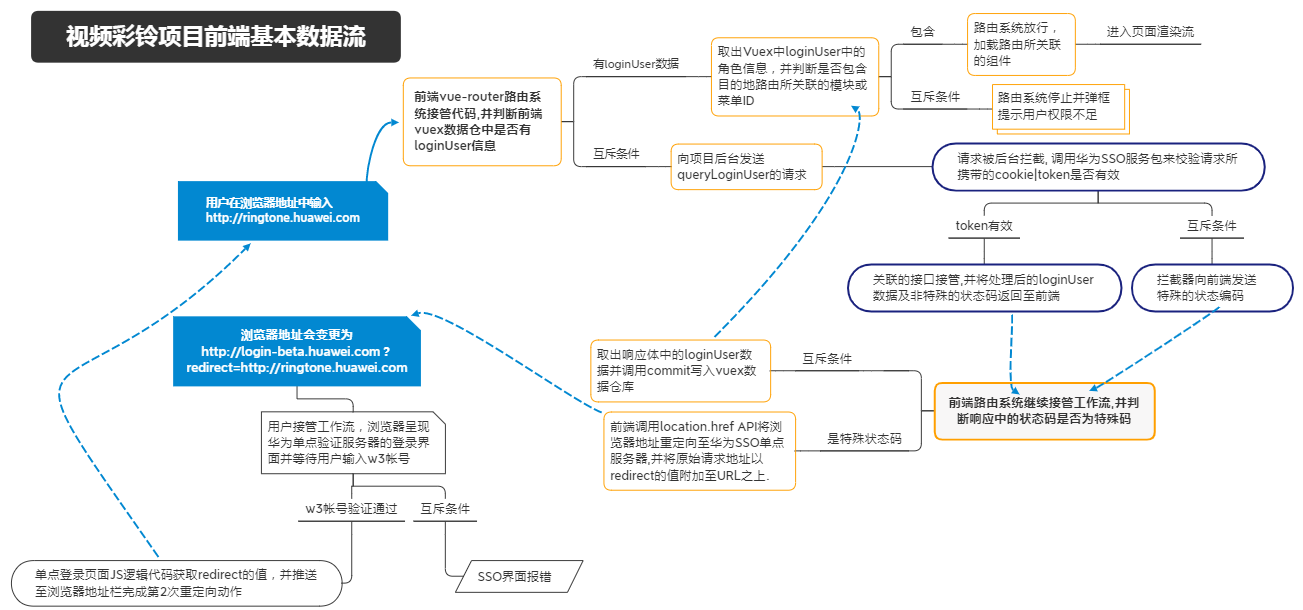 视频彩铃项目前端基本数据流
用户在浏览器地址中输入
http://ringtone.huawei.com
前端vue-router路由系
统接管代码,并判断前端
vuex数据仓中是否有
loginUser信息
有loginUser数据
取出Vuex中loginUser中的
角色信息，并判断是否包含
目的地路由所关联的模块或
菜单ID
包含
路由系统放行，
加载路由所关联
的组件
进入页面渲染流
互斥条件
路由系统停止并弹框
提示用户权限不足
互斥条件
向项目后台发送
queryLoginUser的请求
请求被后台拦截, 调用华为SSO服务包来校验请求所
携带的cookie|token是否有效
token有效
关联的接口接管,并将处理后的loginUser
数据及非特殊的状态码返回至前端
互斥条件
拦截器向前端发送
特殊的状态编码
前端路由系统继续接管工作流,并判
断响应中的状态码是否为特殊码
互斥条件
取出响应体中的loginUser数
据并调用commit写入vuex数
据仓库
是特殊状态码
前端调用location.href API将浏
览器地址重定向至华为SSO单点
服务器,并将原始请求地址以
redirect的值附加至URL之上.
浏览器地址会变更为
http://login-beta.huawei.com？
redirect=http://ringtone.huawei.com
用户接管工作流，浏览器呈现
华为单点验证服务器的登录界
面并等待用户输入w3帐号
w3帐号验证通过
单点登录页面JS逻辑代码获取redirect的值，并推送
至浏览器地址栏完成第2次重定向动作
互斥条件
SSO界面报错